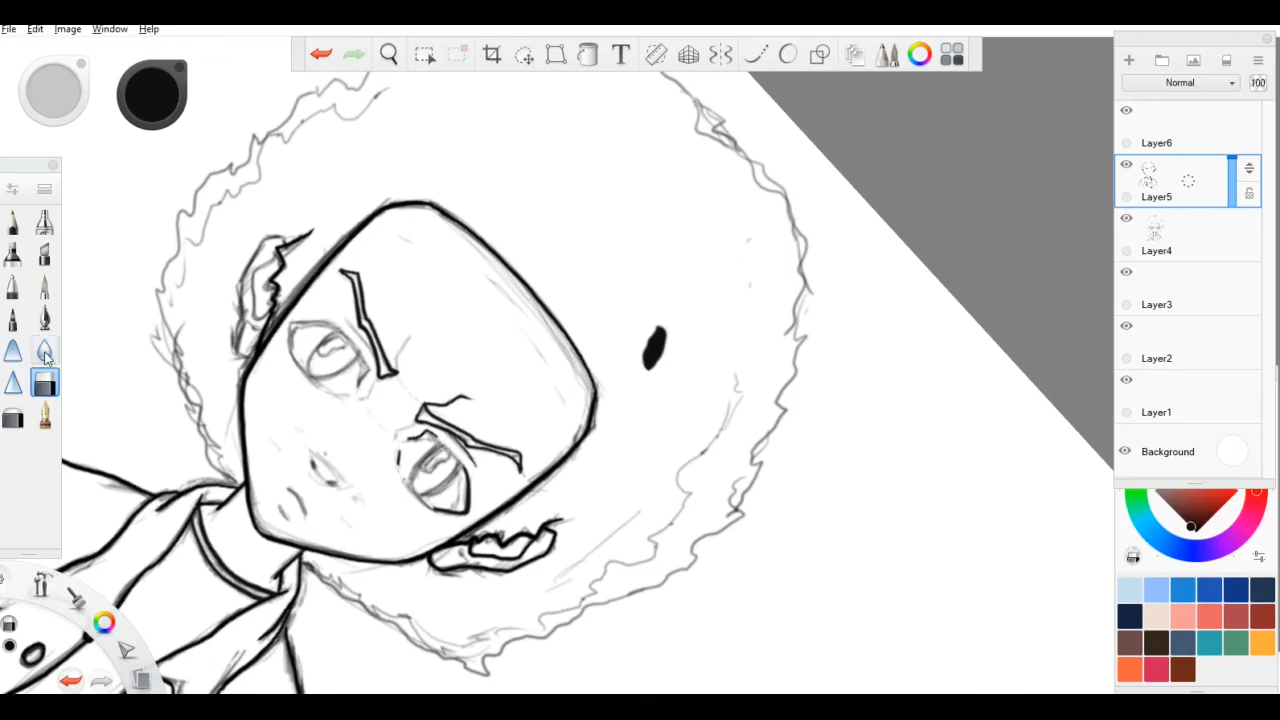 File Edit Image Window Help
T
Normal 100
Layer6
Layer5
Layer4
Layer3
Layer2
Layer1
Background